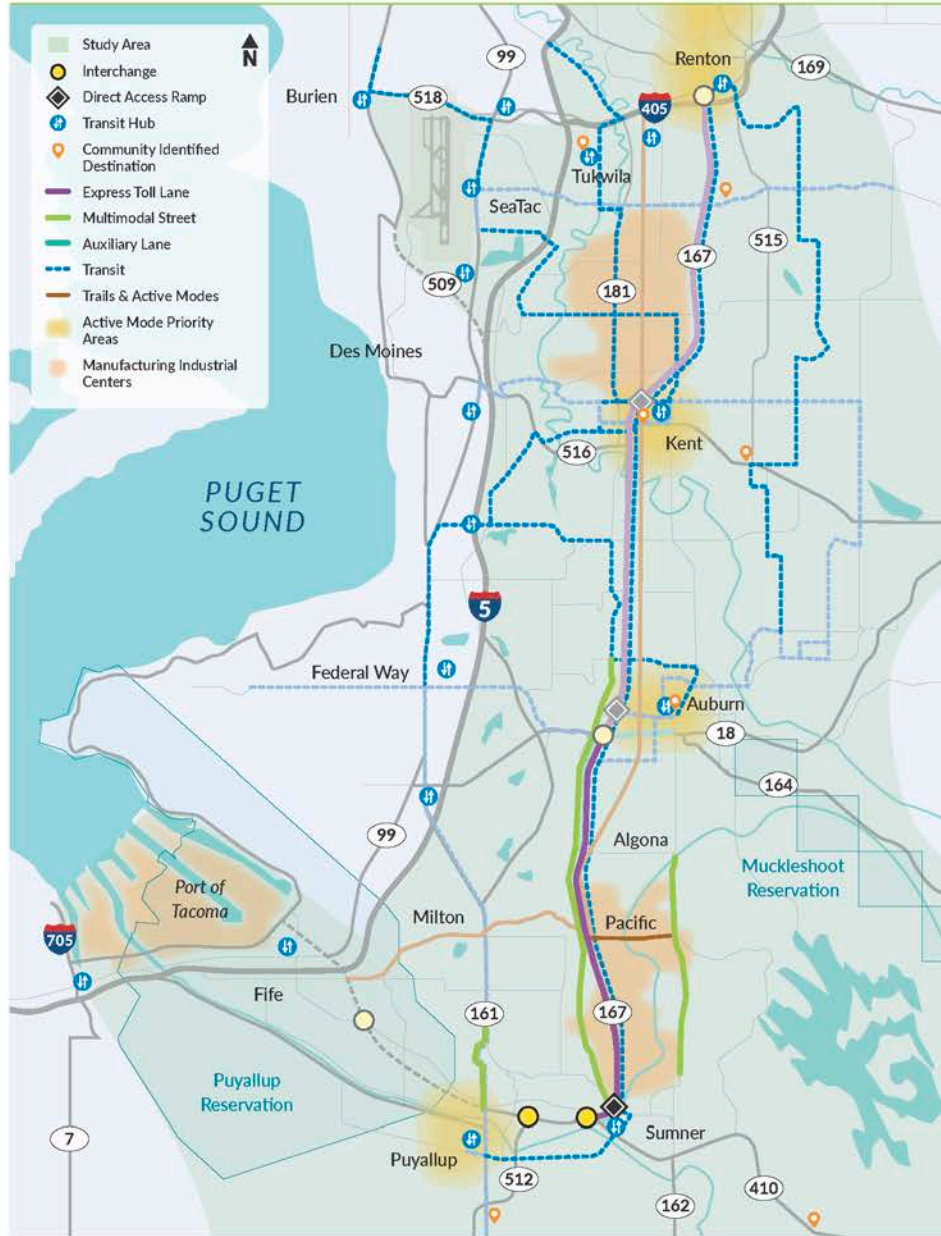 Study Area
Interchange
Direct Access Ramp
Transit Hub
Community Identified
Destination
Express Toll Lane
Multimodal Street
Auxiliary Lane
Transit
Trails & Active Modes
Active Mode Priority
Areas
Manufacturing Industrial
Centers
N
99
Renton
169
Burien
518
405
Tukwila
SeaTac
167
515
509
181
Des Moines
516
Kent
PUGET
SOUND
5
Federal Way
Auburn
18
164
99
Algona
Muckleshoot
Reservation
Port of
Tacoma
Milton
Pacific
705
Fife
161
167
Puyallup
Reservation
7
Sumner
Puyallup
512
162
410